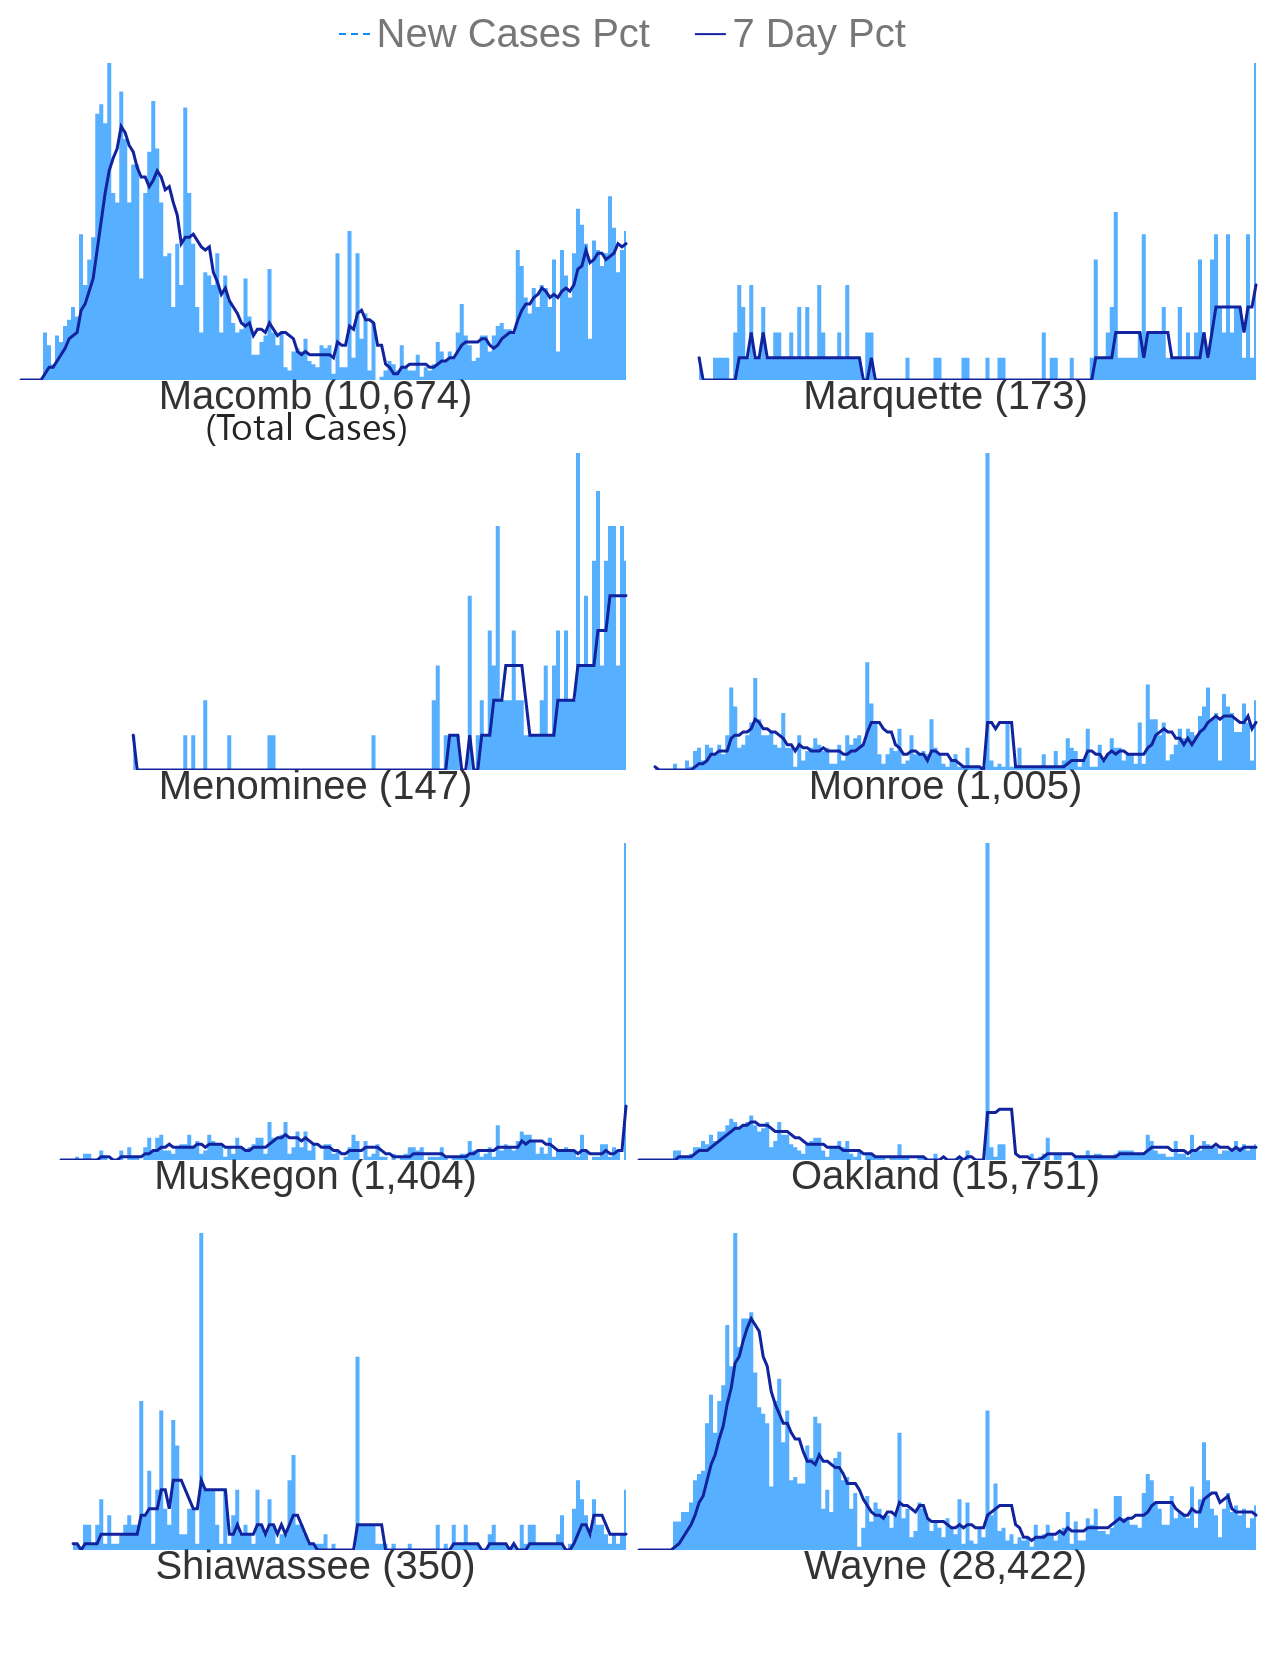 New Cases Pct 7 Day Pct
Macomb (10,674) Marquette (173)
(Total Cases)
Menominee (147) Monroe (1,005)
Muskegon (1,404) Oakland (15,751)
Shiawassee (350) Wayne (28,422)